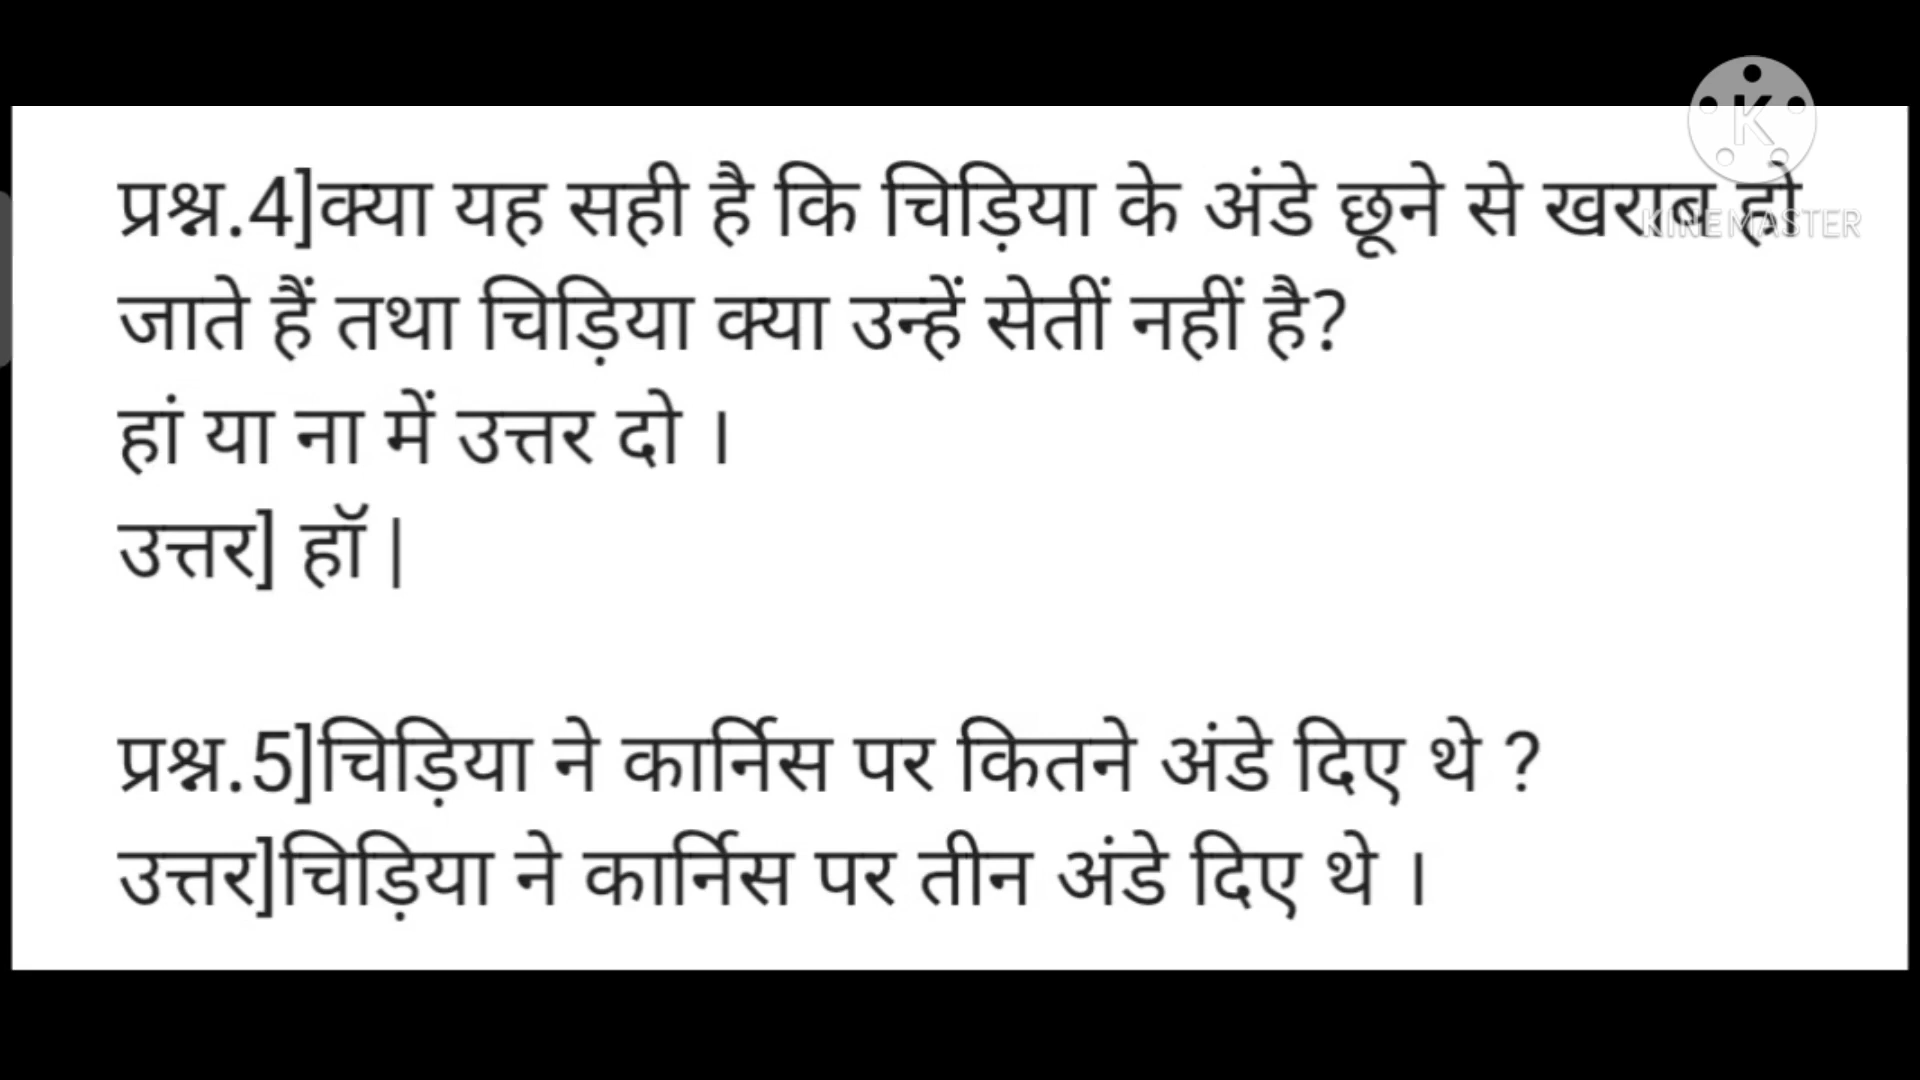 प्रश्न.4]क्या यह सही है कि चिड़िया के अंडे छूने से खराब हो
जाते हैं तथा चिड़िया क्या उन्हें सेतीं नहीं है?
हां या ना में उत्तर दो ।
उत्तर] हॉ |
प्रश्न.5]चिड़िया ने कार्निस पर कितने अंडे दिए थे ?
उत्तर]चिड़िया ने कार्निस पर तीन अंडे दिए थे ।
K
KINEMASTER